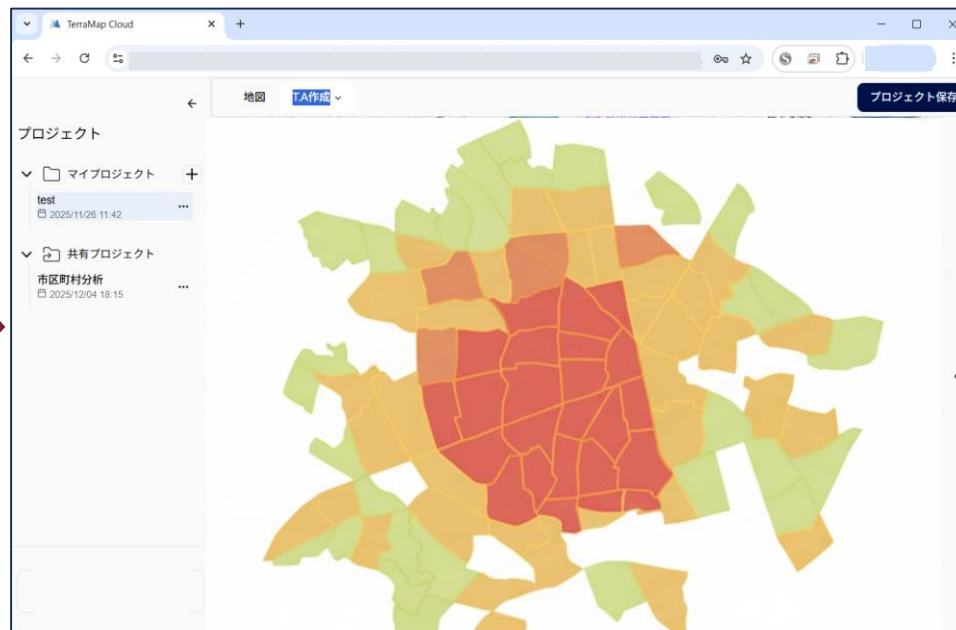 TerraMap Cloud
地図 T.A作成
プロジェクト保存
プロジェクト
マイプロジェクト
test
2025/11/26 11:42
共有プロジェクト
市区町村分析
2025/12/04 18:15